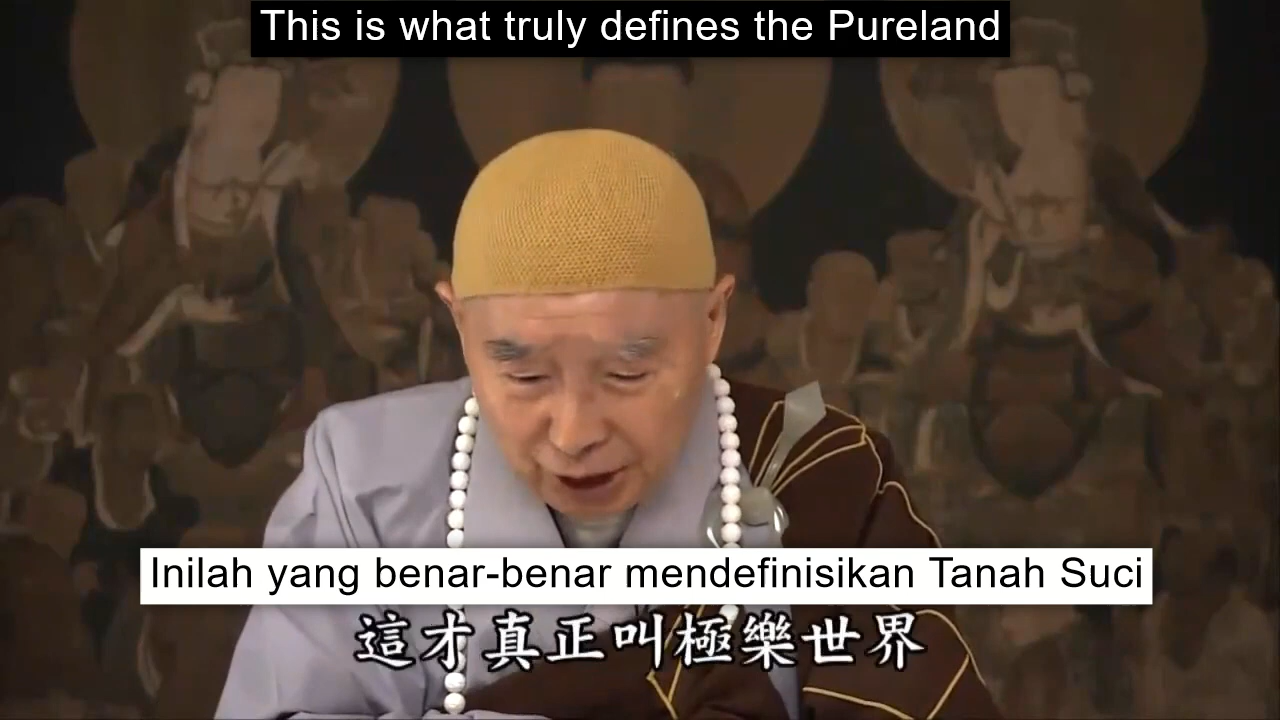 This is what truly defines the Pureland
Inilah yang benar-benar mendefinisikan Tanah Suci
這才真正叫極樂世界